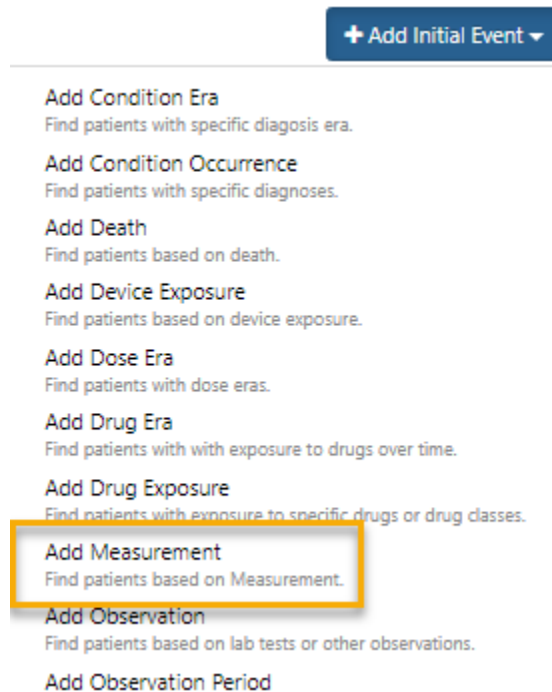 + Add Initial Event
Add Condition Era
Find patients with specific diagosis era.
Add Condition Occurrence
Find patients with specific diagnoses.
Add Death
Find patients based on death.
Add Device Exposure
Find patients based on device exposure.
Add Dose Era
Find patients with dose eras.
Add Drug Era
Find patients with with exposure to drugs over time.
Add Drug Exposure
Find patients with exposure to specific drugs or drug classes.
Add Measurement
Find patients based on Measurement.
Add Observation
Find patients based on lab tests or other observations.
Add Observation Period